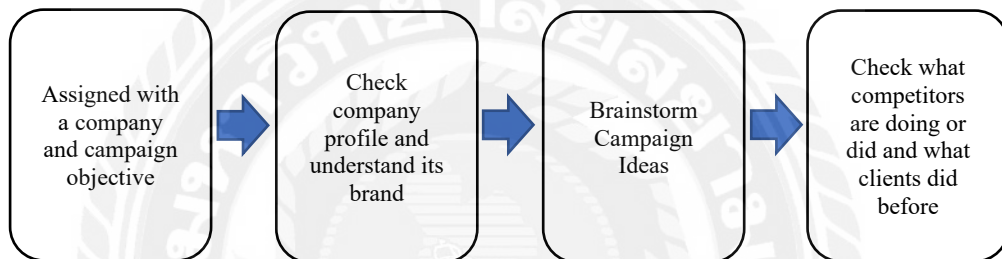 Assigned with
a company
and campaign
objective
Check
company
profile and
understand its
brand
Brainstorm
Campaign
Ideas
Check what
competitors
are doing or
did and what
clients did
before